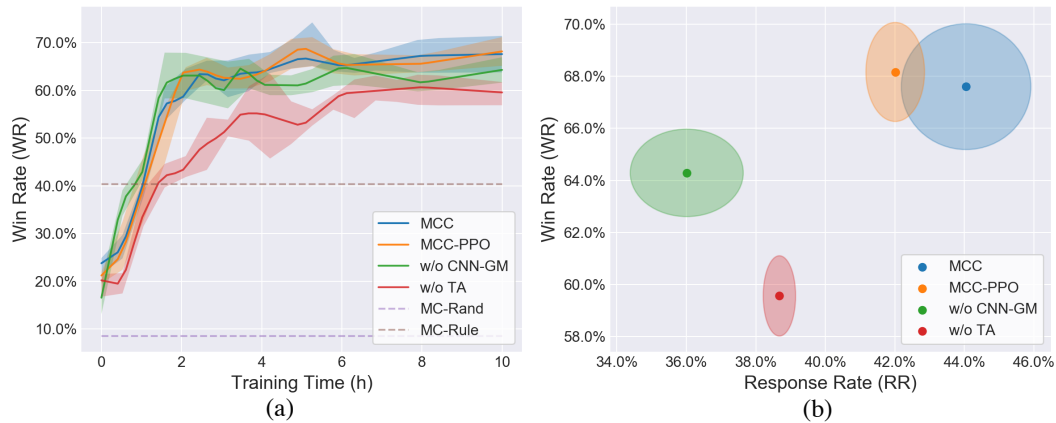 70.0%
60.0%
50.0%
40.0%
30.0%
20.0%
10.0%
Win Rate (WR)
0
2
4
6
8
10
Training Time (h)
MCC
MCC-PPO
w/o CNN-GM
w/o TA
MC-Rand
MC-Rule
(a)
70.0%
68.0%
66.0%
64.0%
62.0%
60.0%
58.0%
Win Rate (WR)
34.0%
36.0%
38.0%
40.0%
42.0%
44.0%
46.0%
Response Rate (RR)
MCC
MCC-PPO
w/o CNN-GM
w/o TA
(b)